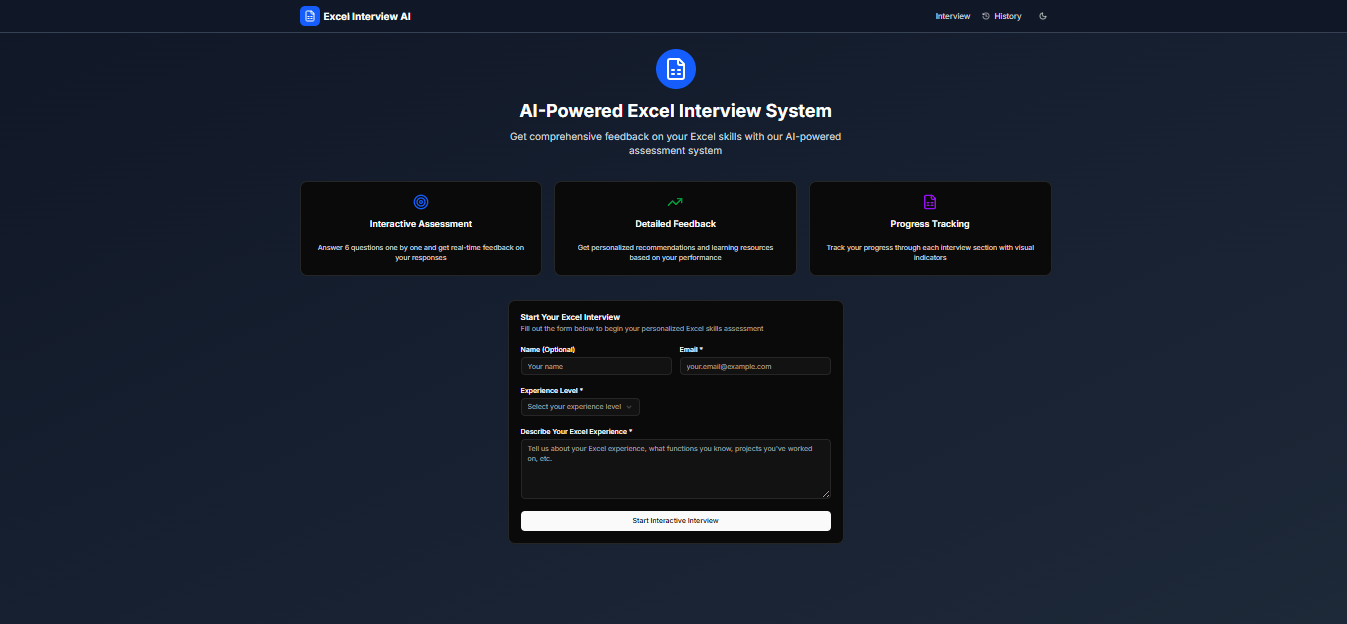 Excel Interview AI
Interview
History
AI-Powered Excel Interview System
Get comprehensive feedback on your Excel skills with our AI-powered
assessment system
Interactive Assessment
Answer 6 questions one by one and get real-time feedback on
your responses
Detailed Feedback
Get personalized recommendations and learning resources
based on your performance
Progress Tracking
Track your progress through each interview section with visual
indicators
Start Your Excel Interview
Fill out the form below to begin your personalized Excel skills assessment
Name (Optional)
Email *
Your name
your.email@example.com
Experience Level *
Select your experience level
Describe Your Excel Experience *
Tell us about your Excel experience, what functions you know, projects you've worked
on, etc.
Start Interactive Interview